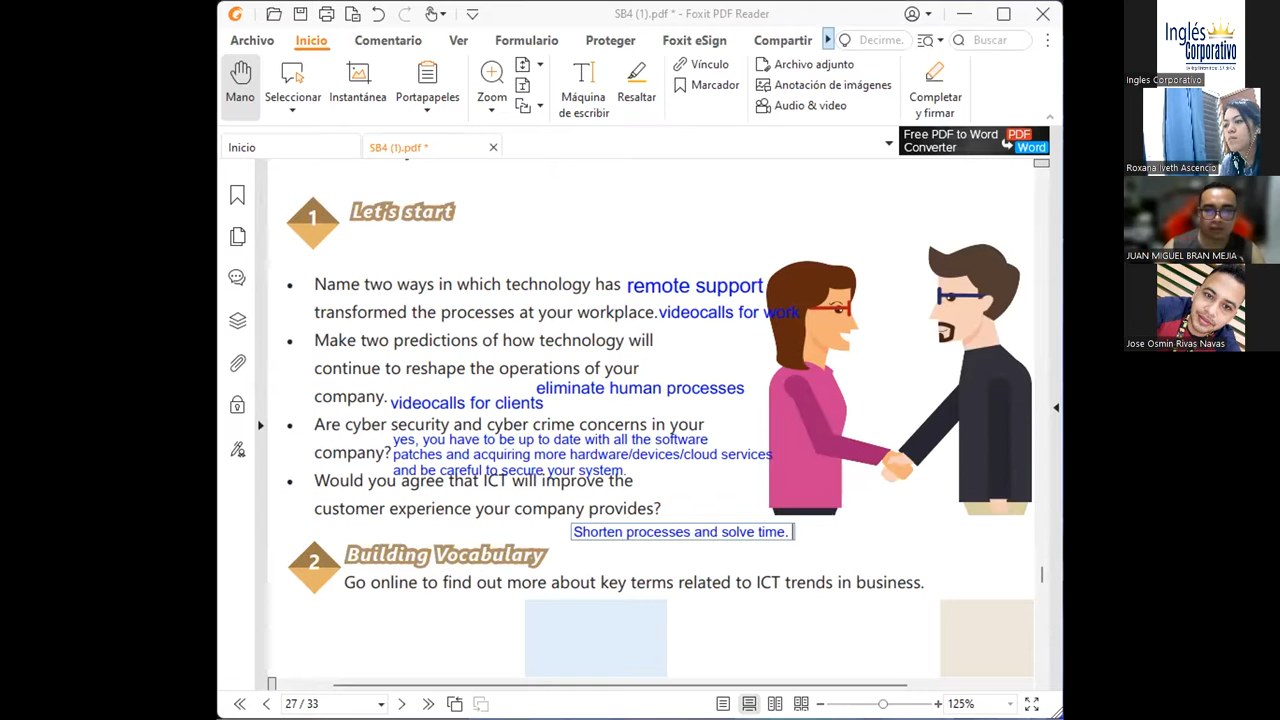 SB4 (1).pdf * - Foxit PDF Reader
Archivo Inicio Comentario Ver Formulario Proteger Foxit eSign Compartir Decirme. Buscar
Mano
Seleccionar
Instantánea
Portapapeles
Zoom
Máquina
de escribir
Resaltar
Vínculo
Marcador
Archivo adjunto
Anotación de imágenes
Audio & video
Completar
y firmar
Inicio
SB4 (1).pdf *
Free PDF to Word
Converter
PDF
Word
1 Let's start
• Name two ways in which technology has remote support
transformed the processes at your workplace. videocalls for work
• Make two predictions of how technology will
continue to reshape the operations of your
eliminate human processes
company. videocalls for clients
• Are cyber security and cyber crime concerns in your
yes, you have to be up to date with all the software
company? patches and acquiring more hardware/devices/cloud services
and be careful to secure your system.
• Would you agree that ICT will improve the
customer experience your company provides?
Shorten processes and solve time.
2 Building Vocabulary
Go online to find out more about key terms related to ICT trends in business.
27 / 33
125%
Inglés
Corporativo
Ingles Corporativo
Roxana Iveth Ascencio
JUAN MIGUEL BRAN MEJIA
Jose Osmin Rivas Navas